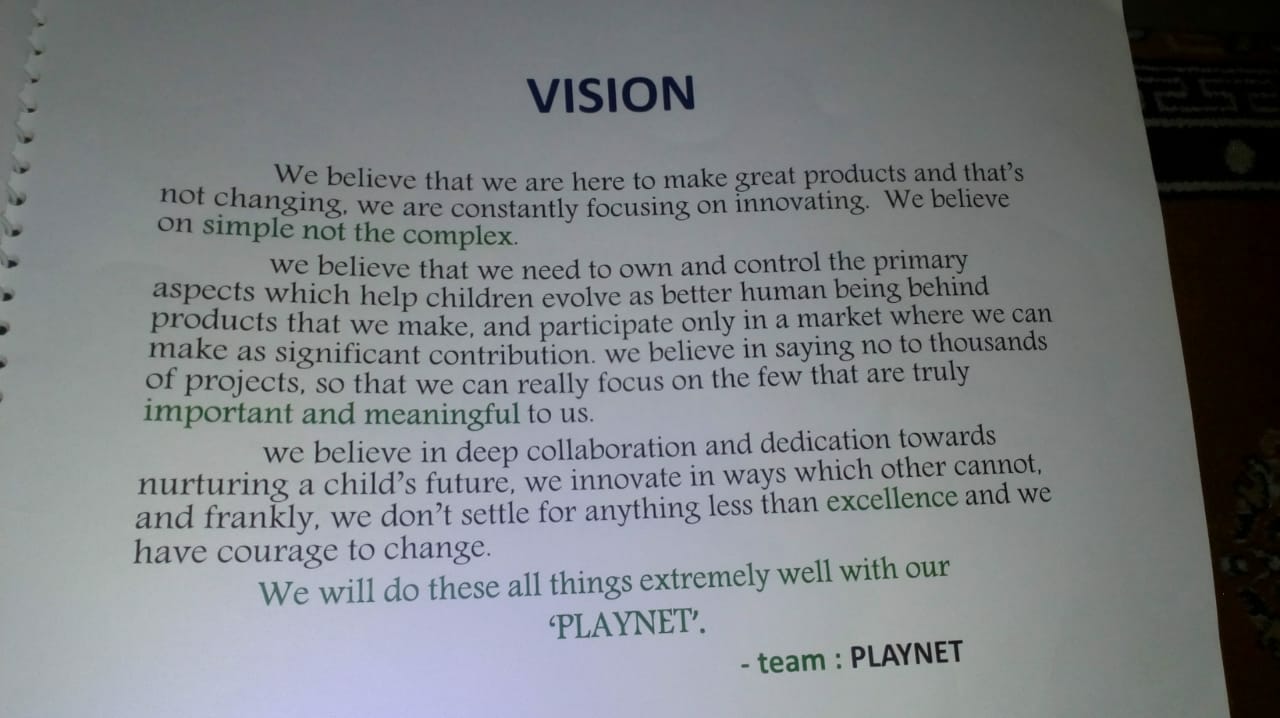 VISION
We believe that we are here to make great products and that's
not changing, we are constantly focusing on innovating. We believe
on simple not the complex.
we believe that we need to own and control the primary
aspects which help children evolve as better human being behind
products that we make, and participate only in a market where we can
make as significant contribution. we believe in saying no to thousands
of projects, so that we can really focus on the few that are truly
important and meaningful to us.
we believe in deep collaboration and dedication towards
nurturing a child's future, we innovate in ways which other cannot,
and frankly, we don't settle for anything less than excellence and we
have courage to change.
We will do these all things extremely well with our
'PLAYNET'.
- team : PLAYNET